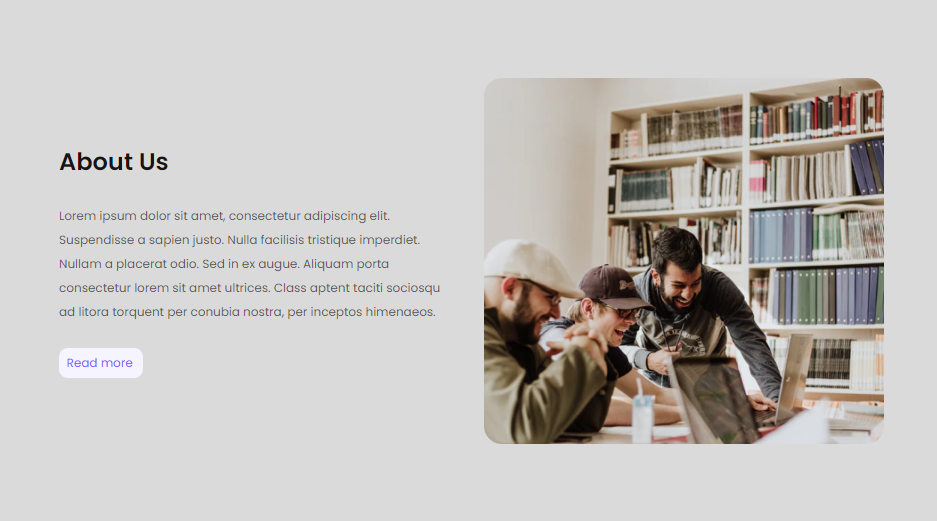 About Us
Lorem ipsum dolor sit amet, consectetur adipiscing elit.
Suspendisse a sapien justo. Nulla facilisis tristique imperdiet.
Nullam a placerat odio. Sed in ex augue. Aliquam porta
consectetur lorem sit amet ultrices. Class aptent taciti sociosqu
ad litora torquent per conubia nostra, per inceptos himenaeos.
Read more